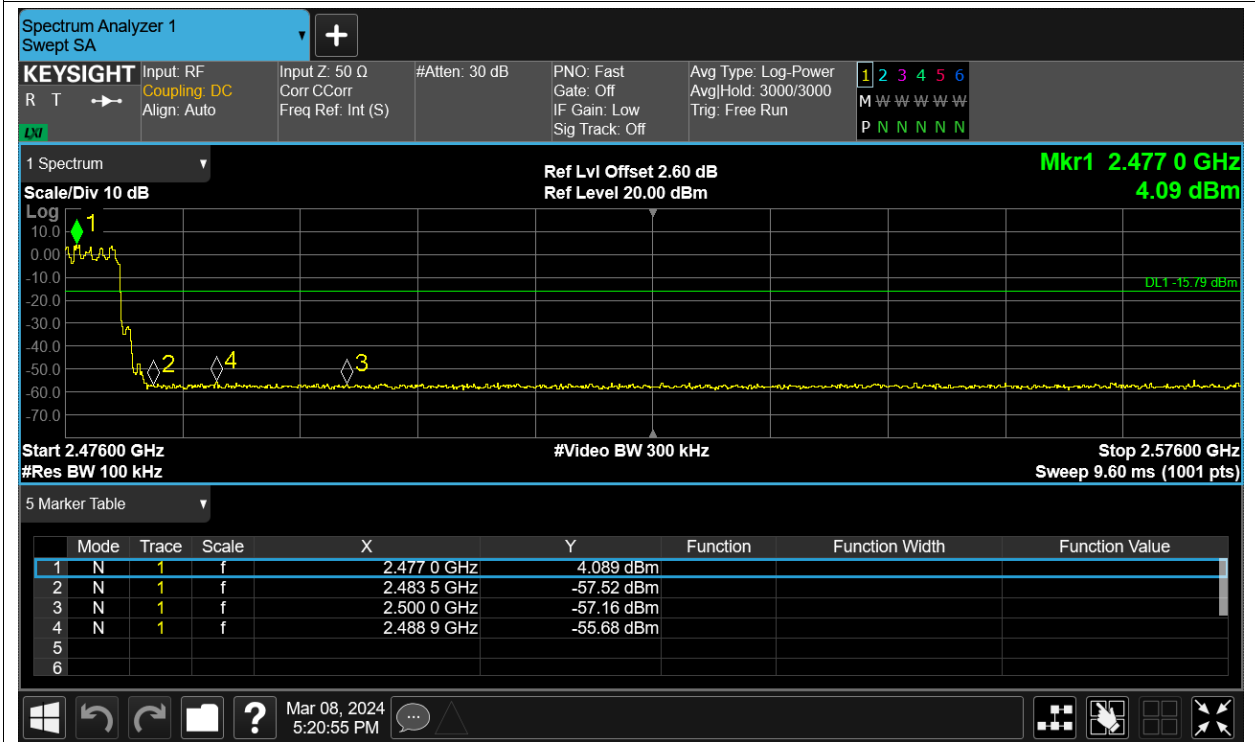 Spectrum Analyzer 1
Swept SA
+
KEYSIGHT
R T
LXI
Input: RF
Coupling: DC
Align: Auto
Input Z: 50 Ω
Corr CCorr
Freq Ref: Int (S)
#Atten: 30 dB
PNO: Fast
Gate: Off
IF Gain: Low
Sig Track: Off
Avg Type: Log-Power
Avg|Hold: 3000/3000
Trig: Free Run
1 2 3 4 5 6
M W W W W W
P N N N N N
1 Spectrum
Scale/Div 10 dB
Ref Lvl Offset 2.60 dB
Ref Level 20.00 dBm
Mkr1 2.477 0 GHz
4.09 dBm
Log
10.0
0.00
-10.0
-20.0
-30.0
-40.0
-50.0
-60.0
-70.0
1
2
4
3
DL1 -15.79 dBm
Start 2.47600 GHz
#Res BW 100 kHz
#Video BW 300 kHz
Stop 2.57600 GHz
Sweep 9.60 ms (1001 pts)
5 Marker Table
Mode Trace Scale X Y Function Function Width Function Value
1 N 1 f 2.477 0 GHz 4.089 dBm
2 N 1 f 2.483 5 GHz -57.52 dBm
3 N 1 f 2.500 0 GHz -57.16 dBm
4 N 1 f 2.488 9 GHz -55.68 dBm
5
6
?
Mar 08, 2024
5:20:55 PM